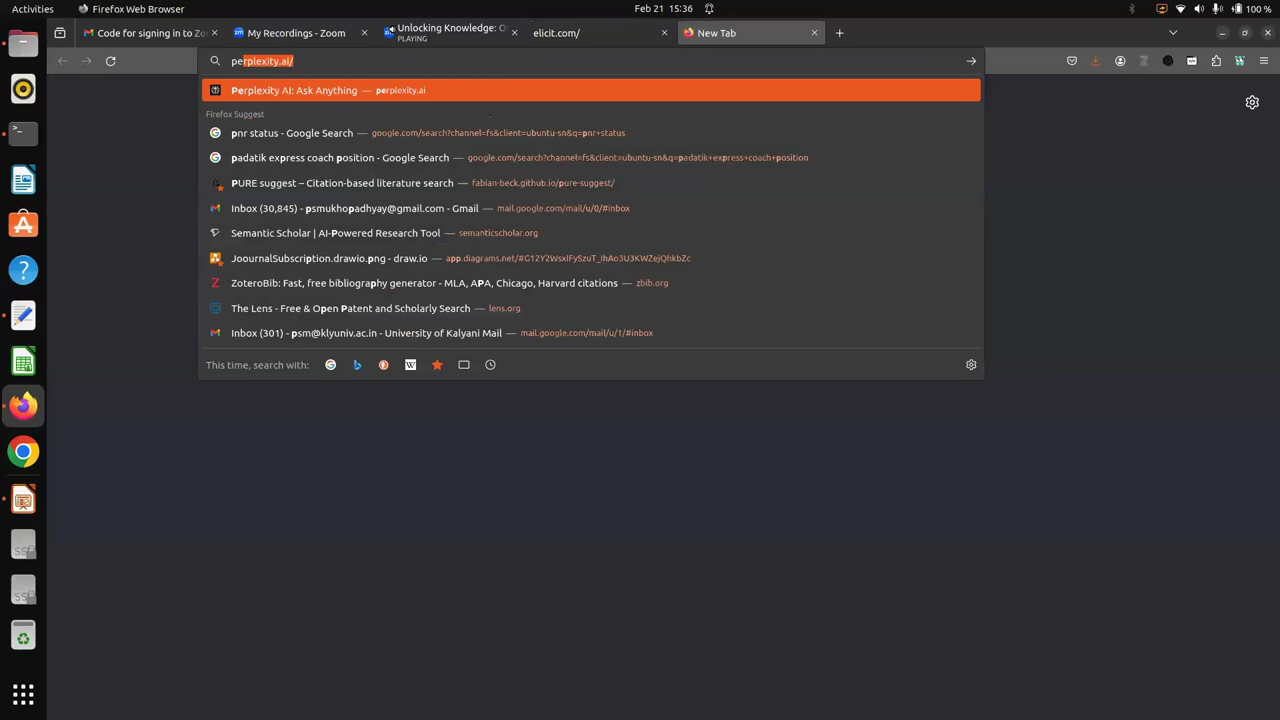 Activities Firefox Web Browser Feb 21 15:36 100 %
Code for signing in to Zo My Recordings - Zoom Unlocking Knowledge: O elicit.com/ New Tab
PLAYING
perplexity.ai/
Perplexity AI: Ask Anything — perplexity.ai
Firefox Suggest
pnr status - Google Search — google.com/search?channel=fs&client=ubuntu-sn&q=pnr+status
padatik express coach position - Google Search — google.com/search?channel=fs&client=ubuntu-sn&q=padatik+express+coach+position
PURE suggest – Citation-based literature search — fabian-beck.github.io/pure-suggest/
Inbox (30,845) - psmukhopadhyay@gmail.com - Gmail — mail.google.com/mail/u/0/#inbox
Semantic Scholar | AI-Powered Research Tool — semanticscholar.org
JoournalSubscription.drawio.png - draw.io —
ZoteroBib: Fast, free bibliography generator - MLA, APA, Chicago, Harvard citations — zbib.org
The Lens - Free & Open Patent and Scholarly Search — lens.org
Inbox (301) - psm@klyuniv.ac.in - University of Kalyani Mail — mail.google.com/mail/u/1/#inbox
This time, search with: